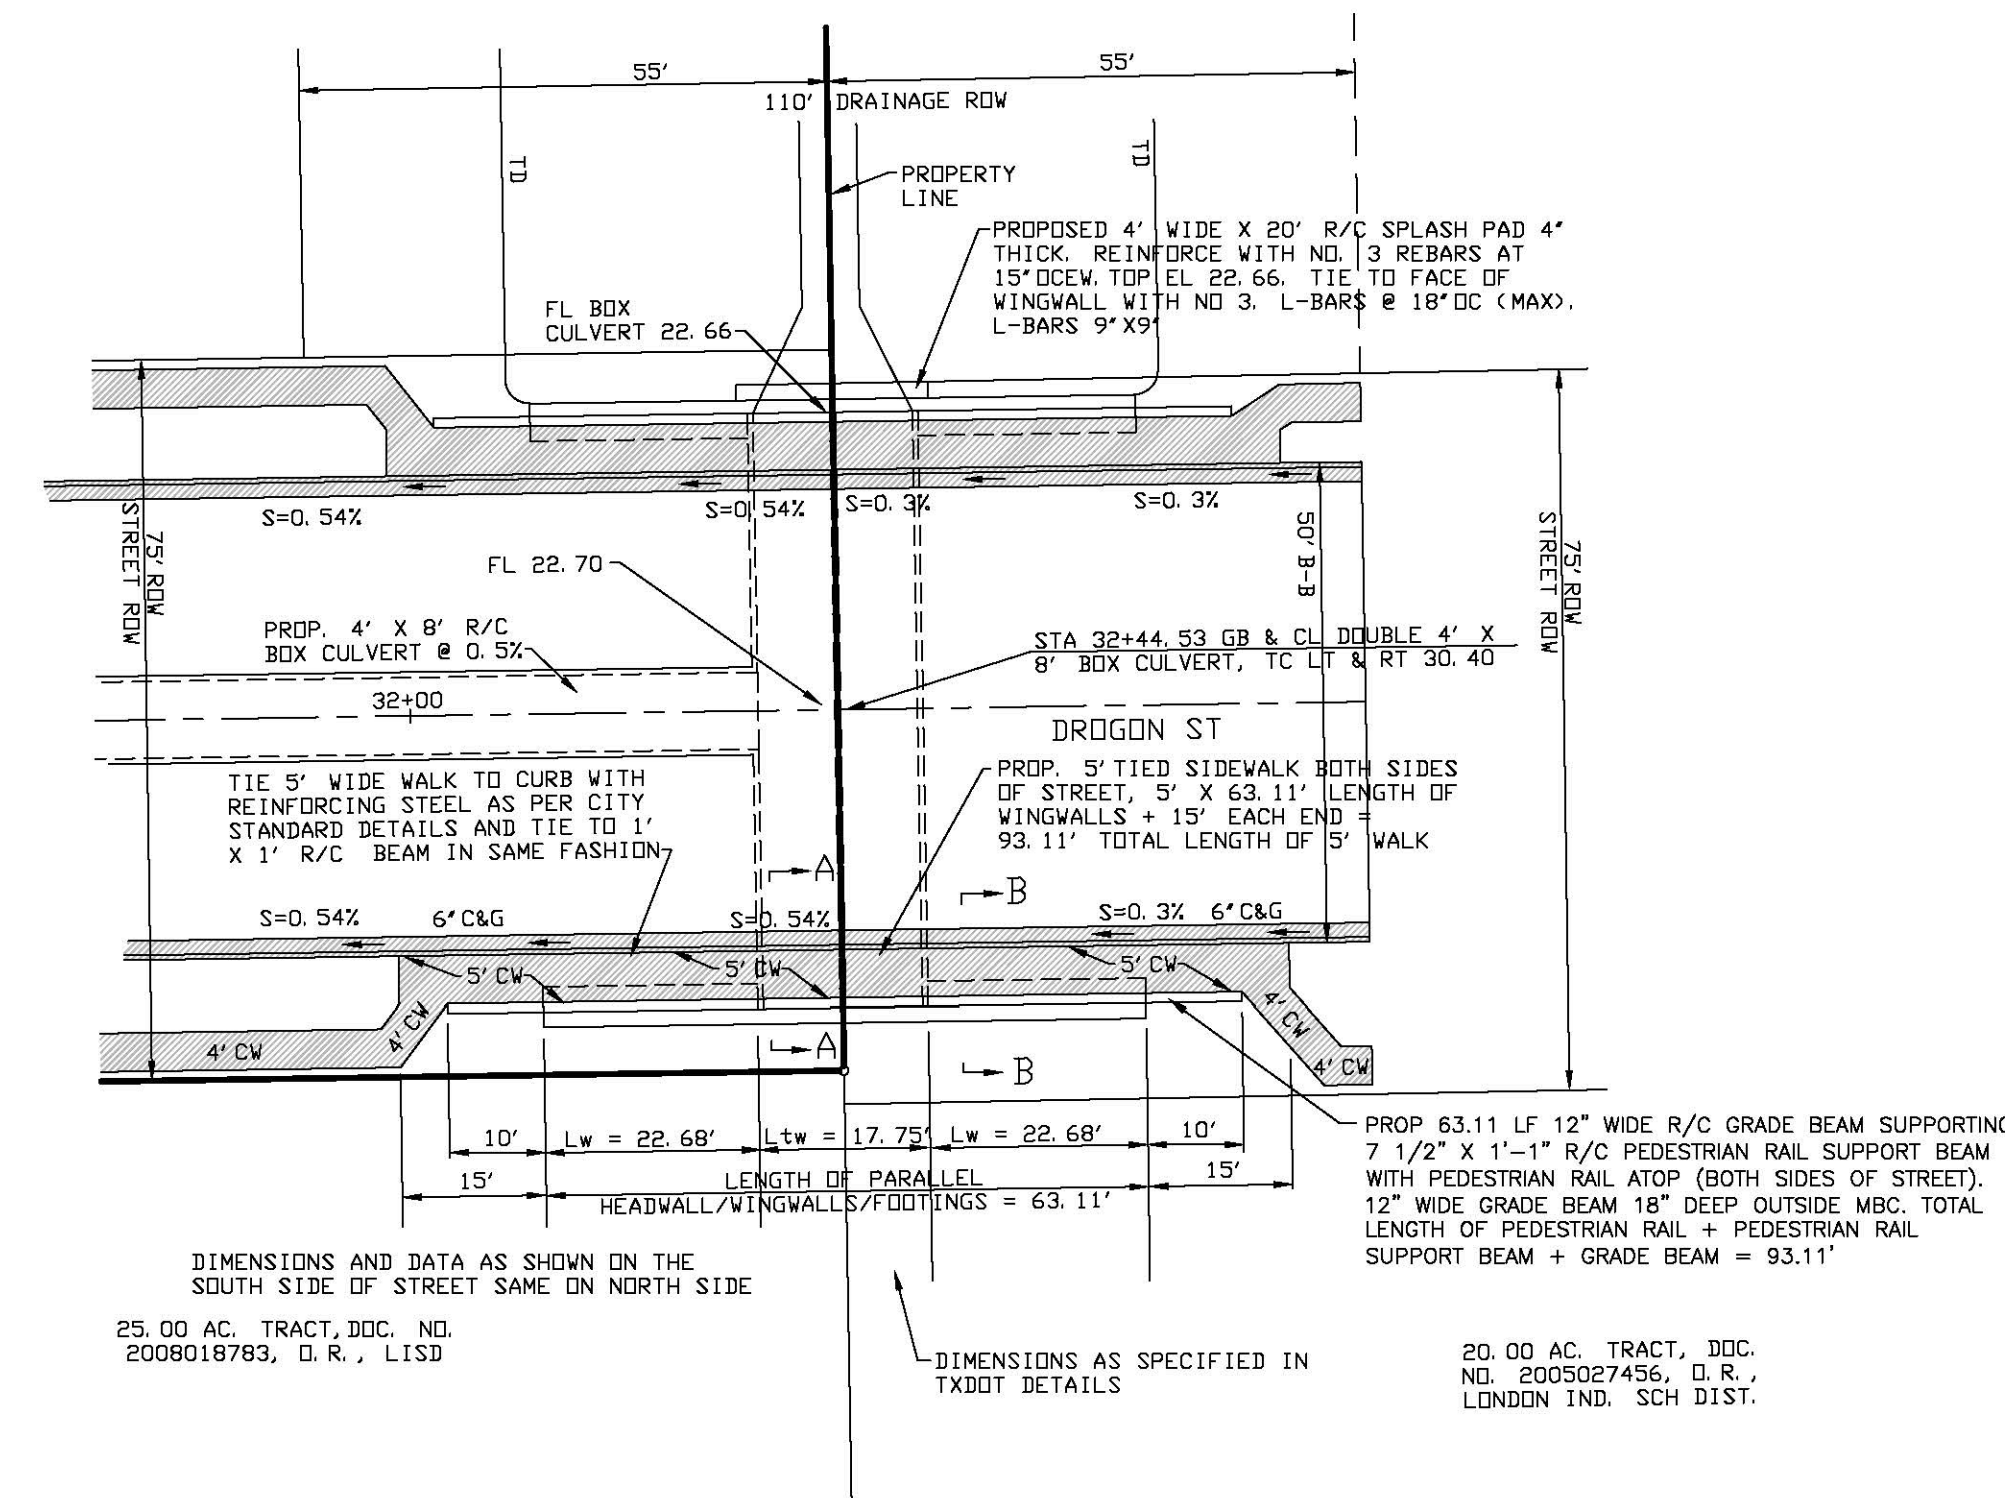 55'
55'
110' DRAINAGE ROW
TD
TD
PROPERTY
LINE
PROPOSED 4' WIDE X 20' R/C SPLASH PAD 4"
THICK. REINFORCE WITH NO. 3 REBARS AT
15"OCEW. TOP EL 22.66. TIE TO FACE OF
WINGWALL WITH NO 3. L-BARS @ 18"OC (MAX).
L-BARS 9"X9"
FL BOX
CULVERT 22.66
S=0.54%
S=0.54%
S=0.3%
S=0.3%
75' ROW
STREET ROW
50' B-B
75' ROW
STREET ROW
FL 22.70
PROP. 4' X 8' R/C
BOX CULVERT @ 0.5%
STA 32+44.53 GB & CL DOUBLE 4' X
8' BOX CULVERT, TC LT & RT 30.40
32+00
DROGON ST
TIE 5' WIDE WALK TO CURB WITH
REINFORCING STEEL AS PER CITY
STANDARD DETAILS AND TIE TO 1'
X 1' R/C BEAM IN SAME FASHION
PROP. 5'TIED SIDEWALK BOTH SIDES
OF STREET, 5' X 63.11' LENGTH OF
WINGWALLS + 15' EACH END =
93.11' TOTAL LENGTH OF 5' WALK
A
B
S=0.54%
6"C&G
S=0.54%
S=0.3%
6"C&G
5' CW
5' CW
5' CW
4' CW
4' CW
4' CW
4' CW
A
B
10'
Lw = 22.68'
Ltw = 17.75'
Lw = 22.68'
10'
15'
LENGTH OF PARALLEL
HEADWALL/WINGWALLS/FOOTINGS = 63.11'
15'
PROP 63.11 LF 12" WIDE R/C GRADE BEAM SUPPORTING
7 1/2" X 1'-1" R/C PEDESTRIAN RAIL SUPPORT BEAM
WITH PEDESTRIAN RAIL ATOP (BOTH SIDES OF STREET).
12" WIDE GRADE BEAM 18" DEEP OUTSIDE MBC. TOTAL
LENGTH OF PEDESTRIAN RAIL + PEDESTRIAN RAIL
SUPPORT BEAM + GRADE BEAM = 93.11'
DIMENSIONS AND DATA AS SHOWN ON THE
SOUTH SIDE OF STREET SAME ON NORTH SIDE
25.00 AC. TRACT,DOC. NO.
2008018783, O.R., LISD
DIMENSIONS AS SPECIFIED IN
TXDOT DETAILS
20.00 AC. TRACT, DOC.
NO. 2005027456, O.R.,
LONDON IND. SCH DIST.